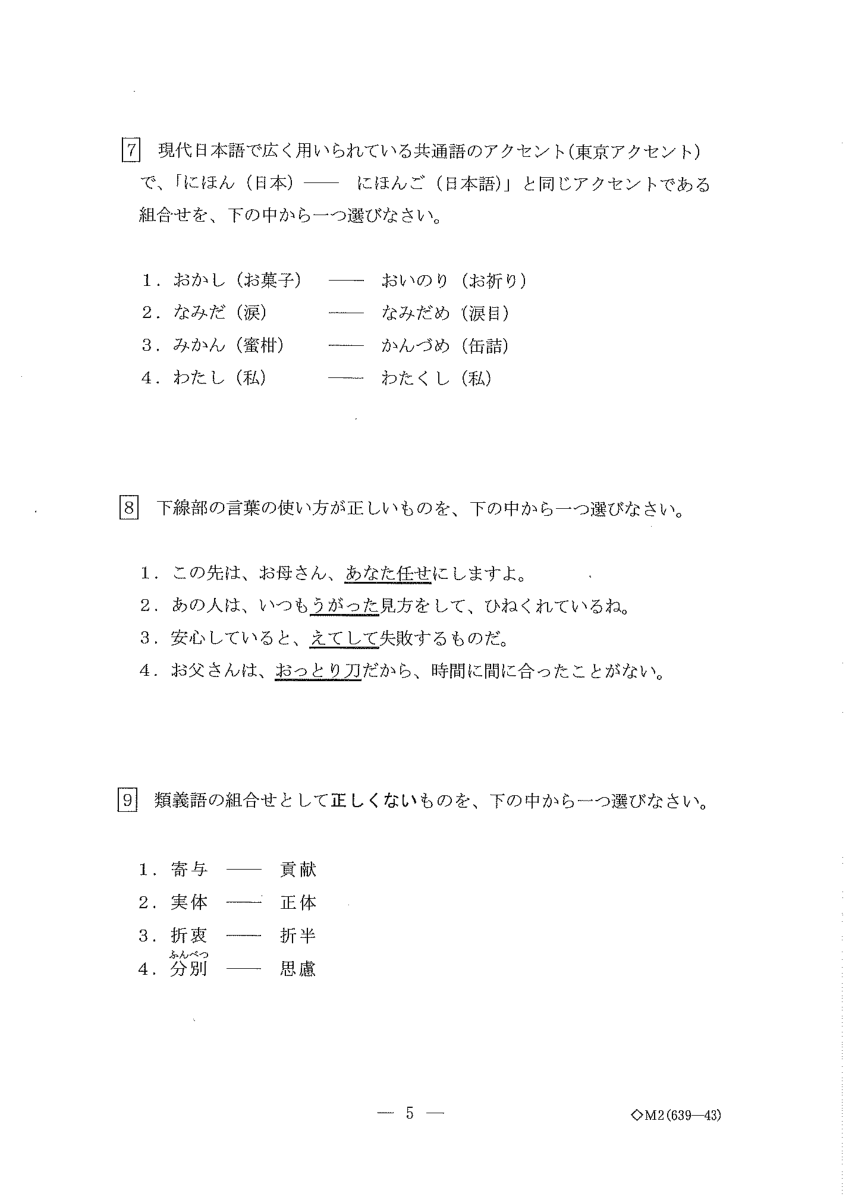 7 現代日本語で広く用いられている共通語のアクセント(東京アクセント)
で、「にほん（日本）―― にほんご（日本語）」と同じアクセントである
組合せを、下の中から一つ選びなさい。
1．おかし（お菓子） ―― おいのり（お祈り）
2．なみだ（涙） ―― なみだめ（涙目）
3．みかん（蜜柑） ―― かんづめ（缶詰）
4．わたし（私） ―― わたくし（私）
8 下線部の言葉の使い方が正しいものを、下の中から一つ選びなさい。
1．この先は、お母さん、あなた任せにしますよ。
2．あの人は、いつもうがった見方をして、ひねくれているね。
3．安心していると、えてして失敗するものだ。
4．お父さんは、おっとり刀だから、時間に間に合ったことがない。
9 類義語の組合せとして正しくないものを、下の中から一つ選びなさい。
1．寄与 ―― 貢献
2．実体 ―― 正体
3．折衷 ―― 折半
ふんべつ
4．分別 ―― 思慮
― 5 ― ◇M2(639―43)